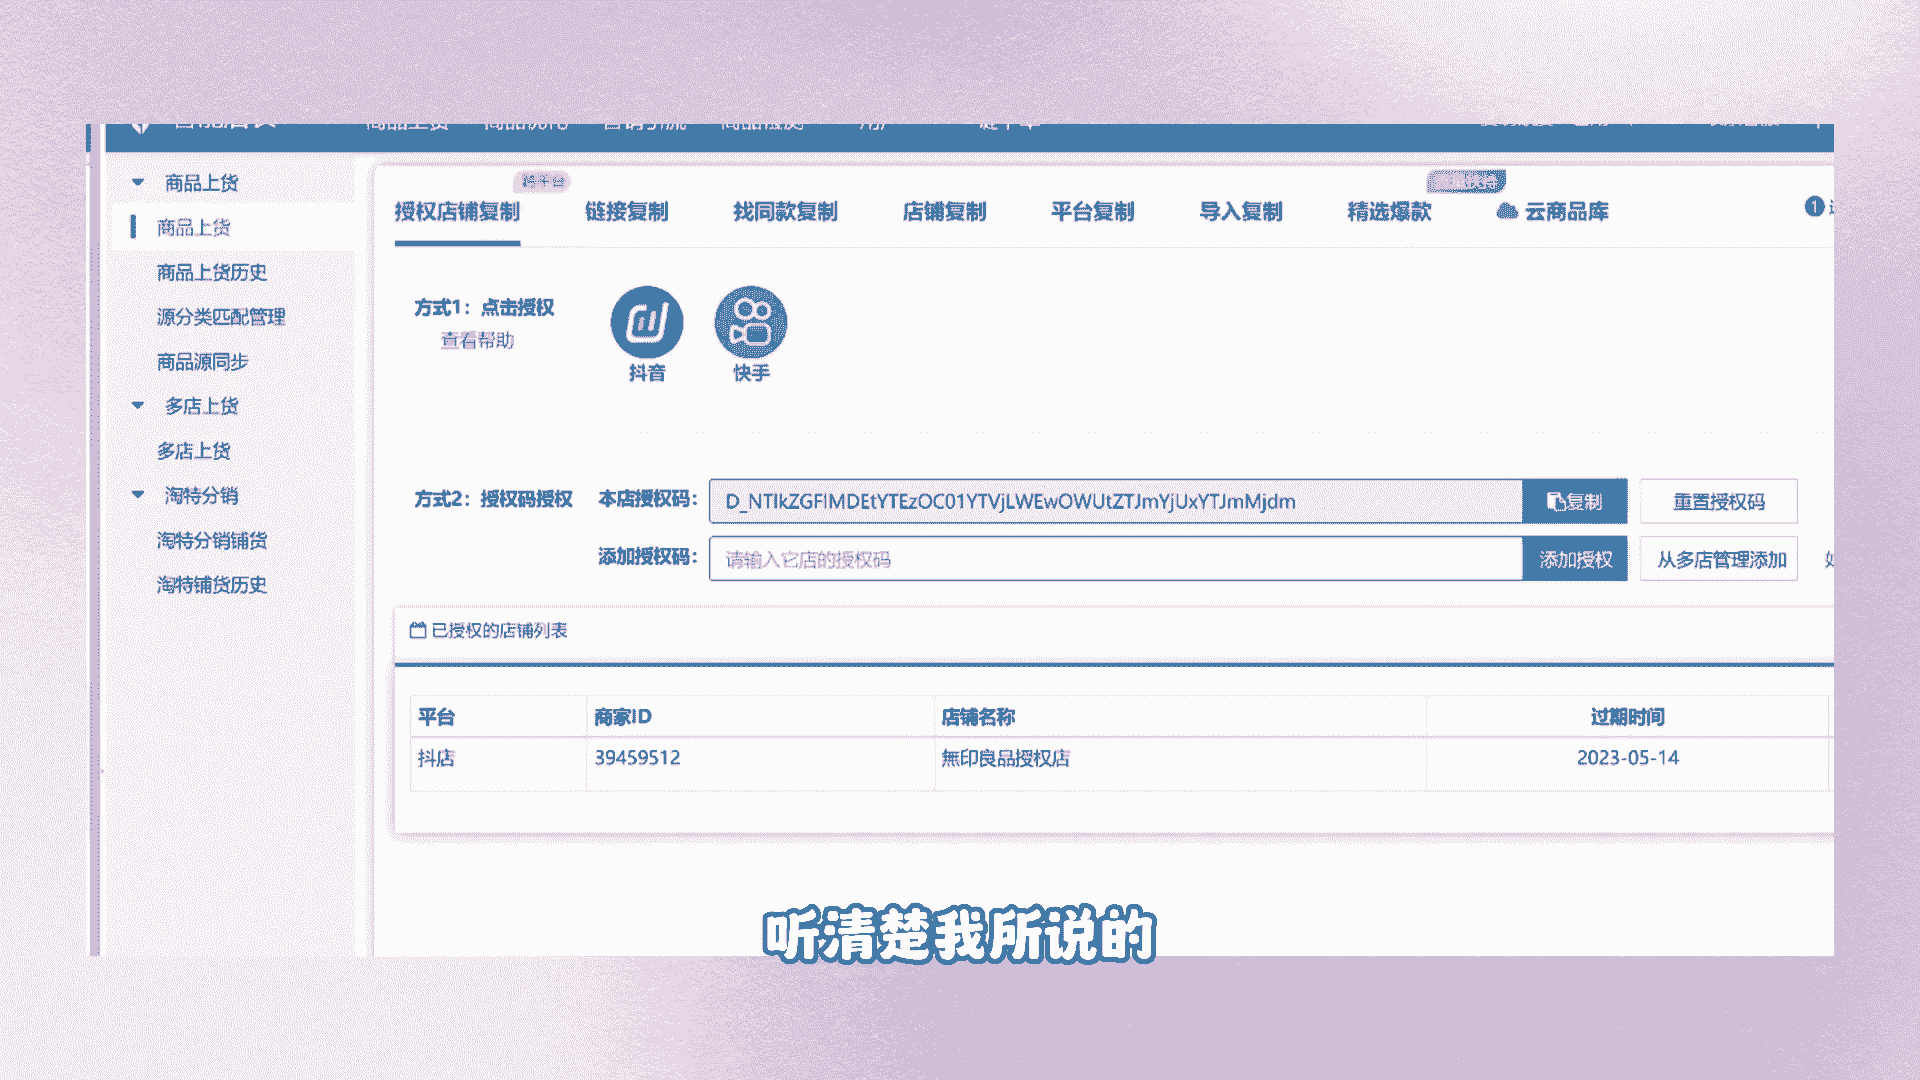 商品上货
商品上货
商品上货历史
源分类匹配管理
商品源同步
多店上货
多店上货
淘特分销
淘特分销铺货
淘特铺货历史
跨平台
授权店铺复制 链接复制 找同款复制 店铺复制 平台复制 导入复制 精选爆款 云商品库
方式1：点击授权
查看帮助
抖音 快手
方式2：授权码授权 本店授权码： D_NTlkZGFlMDEtYTEzOC01YTVjLWEwOWUtZTJmYjUxYTJmMjdm 复制 重置授权码
添加授权码： 请输入它店的授权码 添加授权 从多店管理添加
已授权的店铺列表
平台 商家ID 店铺名称 过期时间
抖店 39459512 無印良品授权店 2023-05-14
听清楚我所说的